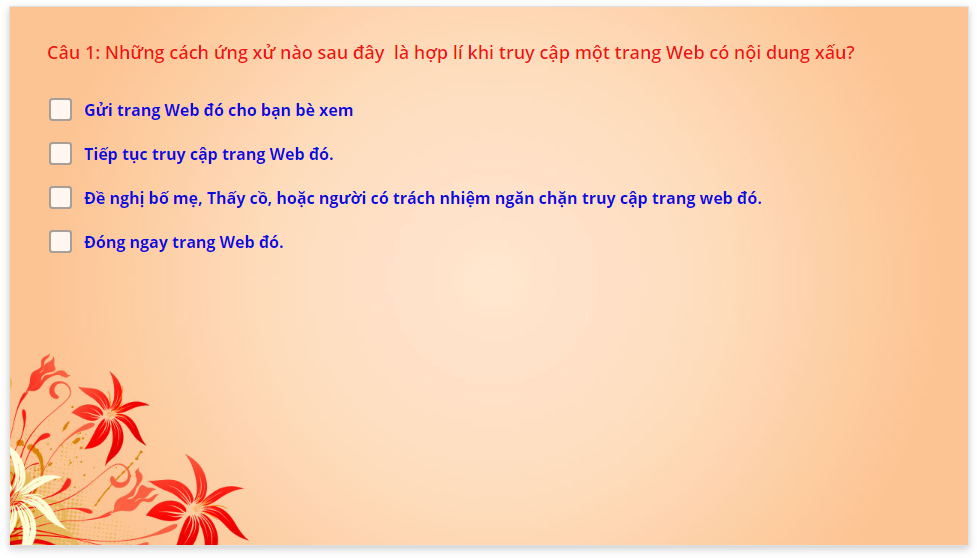 Câu 1: Những cách ứng xử nào sau đây  là hợp lí khi truy cập một trang Web có nội dung xấu?
Gửi trang Web đó cho bạn bè xem
Tiếp tục truy cập trang Web đó.
Đề nghị bố mẹ, Thấy cồ, hoặc người có trách nhiệm ngăn chặn truy cập trang web đó.
Đóng ngay trang Web đó.